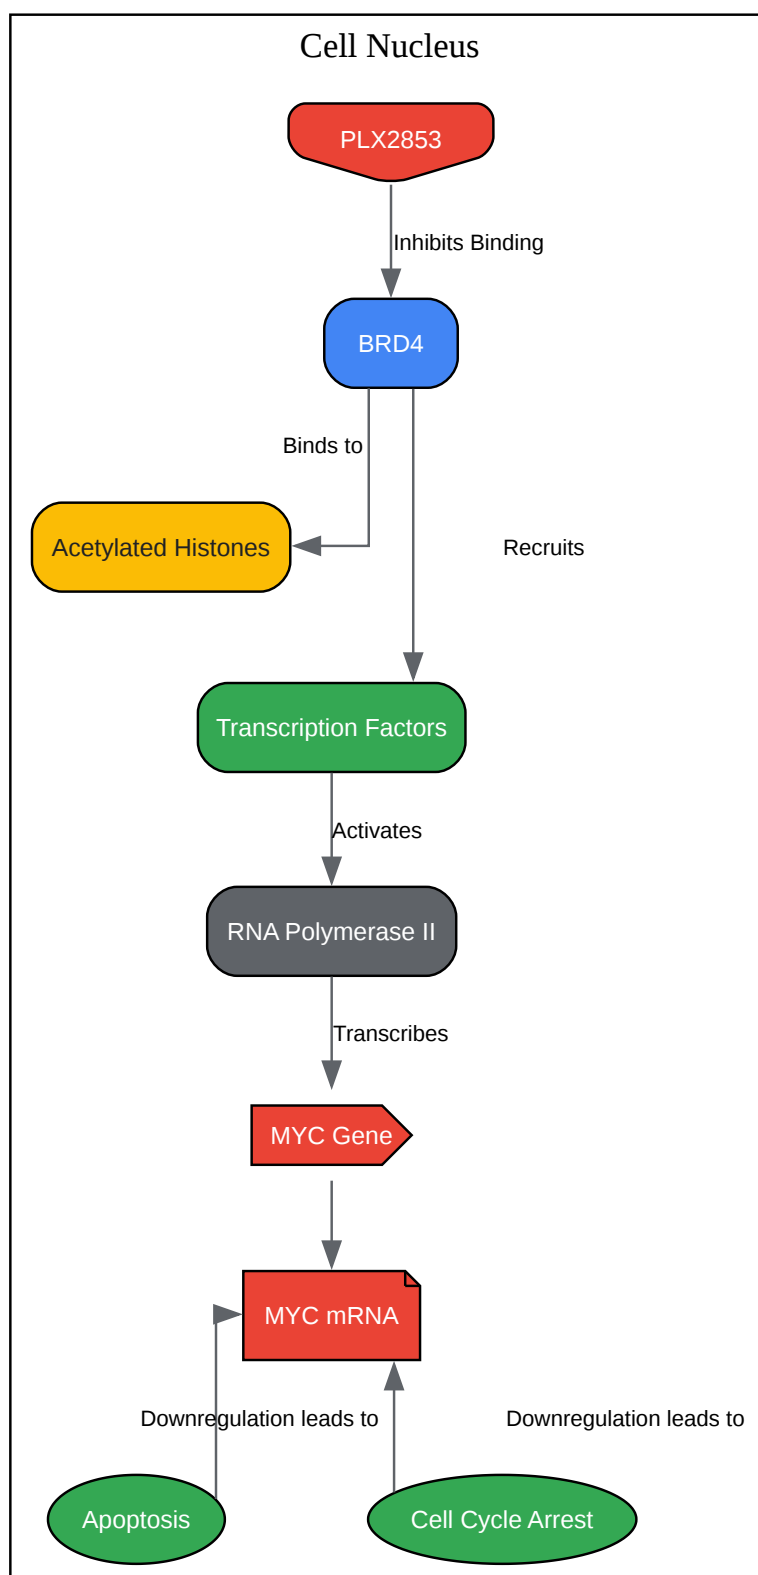 Cell Nucleus
PLX2853
Inhibits Binding
BRD4
Binds to
Acetylated Histones
Recruits
Transcription Factors
Activates
RNA Polymerase II
Transcribes
MYC Gene
MYC mRNA
Downregulation leads to
Downregulation leads to
Apoptosis
Cell Cycle Arrest